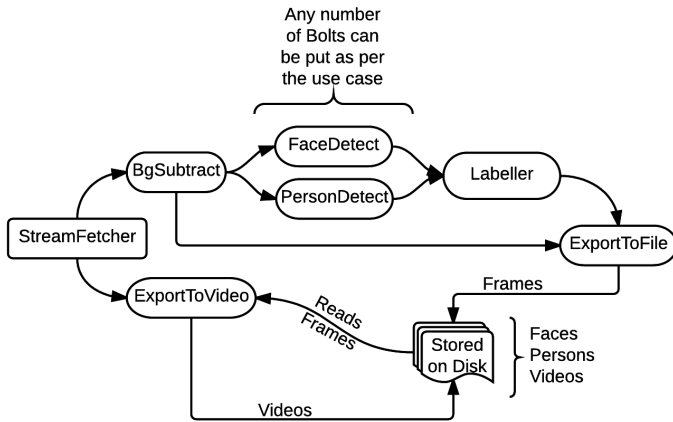 Any number
of Bolts can
be put as per
the use case
FaceDetect
BgSubtract
Labeller
PersonDetect
StreamFetcher
ExportToFile
Frames
ExportToVideo
Reads
Frames
Stored
on Disk
Faces
Persons
Videos
Videos